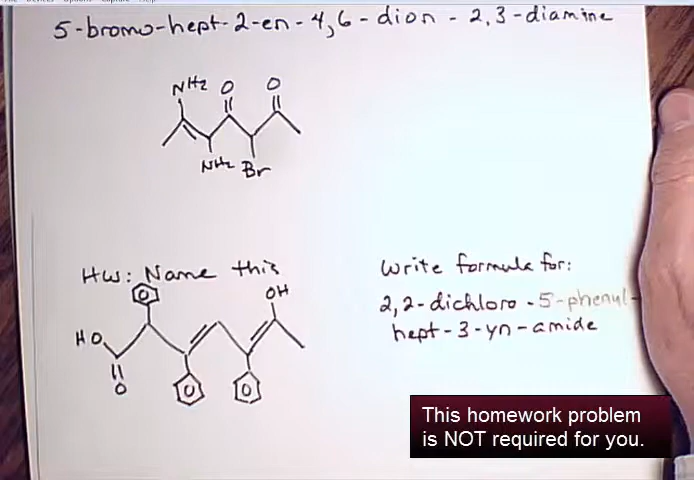 5-bromo-hept-2-en-4,6-dion-2,3-diamine
NH2 O O
NH2 Br
HW: Name this
OH
HO
O
Write formula for:
2,2-dichloro-5-phenyl-
hept-3-yn-amide
This homework problem
is NOT required for you.